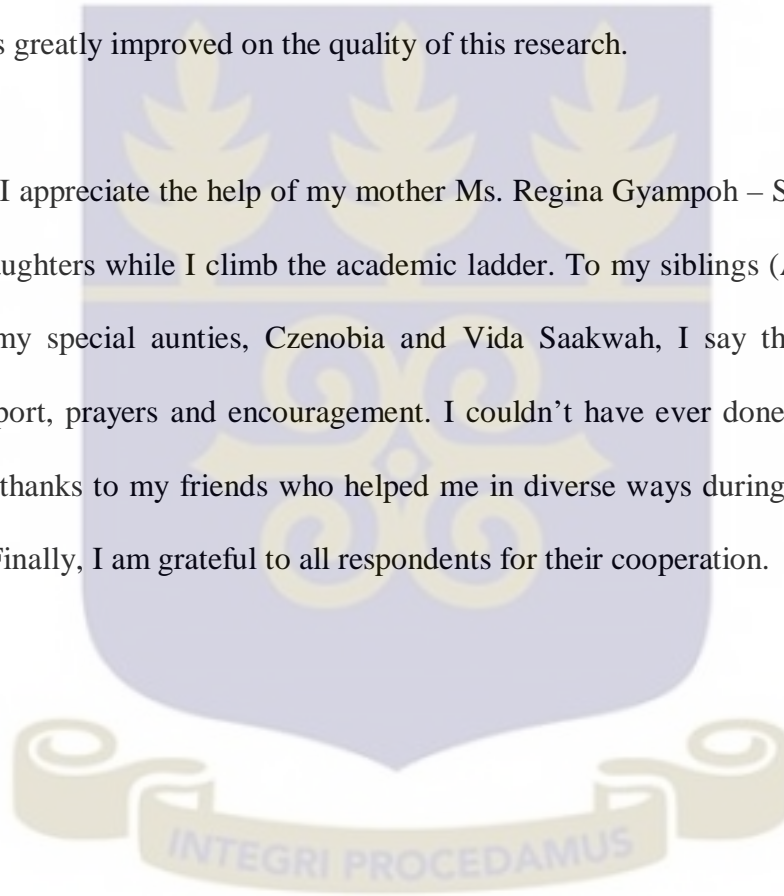 s greatly improved on the quality of this research.
I appreciate the help of my mother Ms. Regina Gyampoh – S
ughters while I climb the academic ladder. To my siblings (A
my special aunties, Czenobia and Vida Saakwah, I say th
port, prayers and encouragement. I couldn’t have ever done
thanks to my friends who helped me in diverse ways during
Finally, I am grateful to all respondents for their cooperation.
INTEGRI PROCEDAMUS